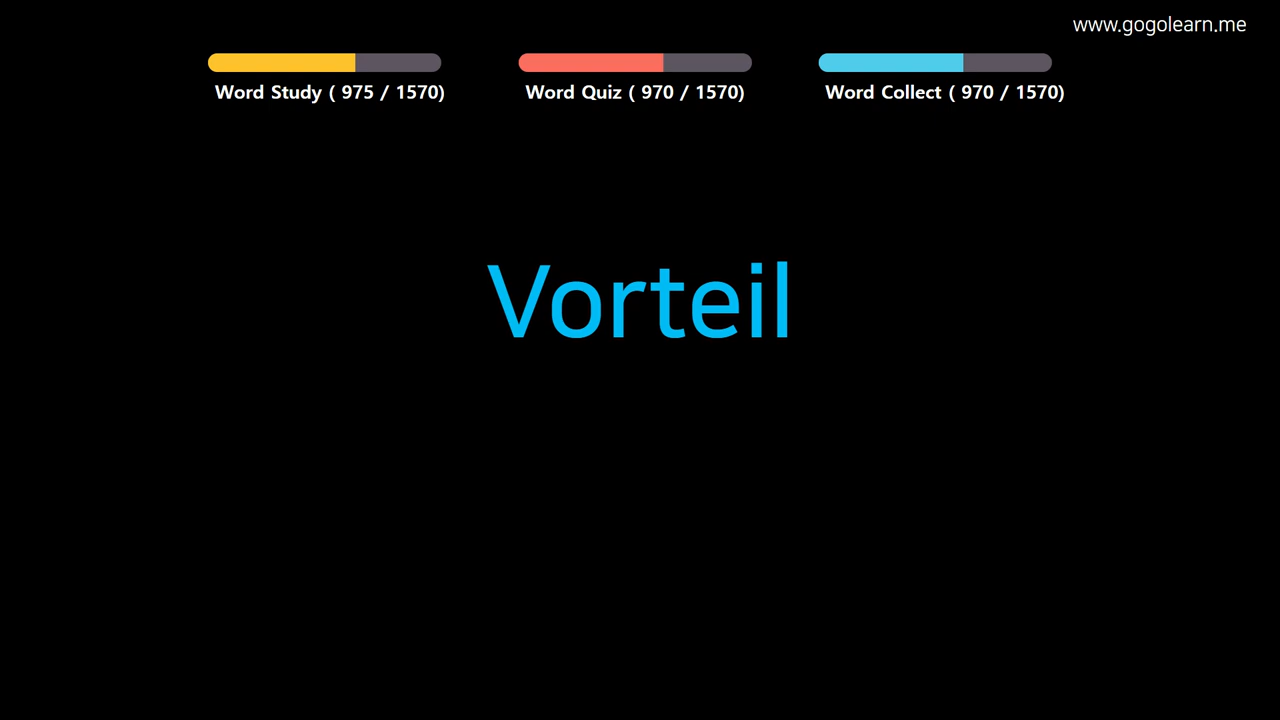 www.gogolearn.me
Word Study ( 975 / 1570)
Word Quiz ( 970 / 1570)
Word Collect ( 970 / 1570)
Vorteil